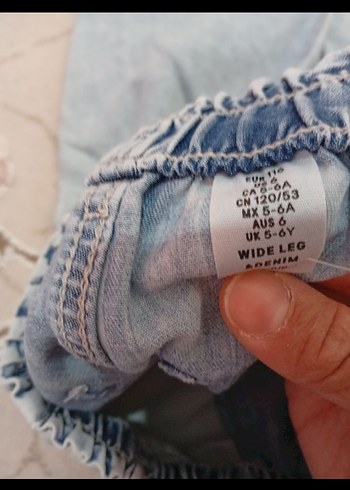 EUR 116
US 6
CA 5-6A
CN 120/53
MX 5-6A
AUS 6
UK 5-6Y
WIDE LEG
&DENIM